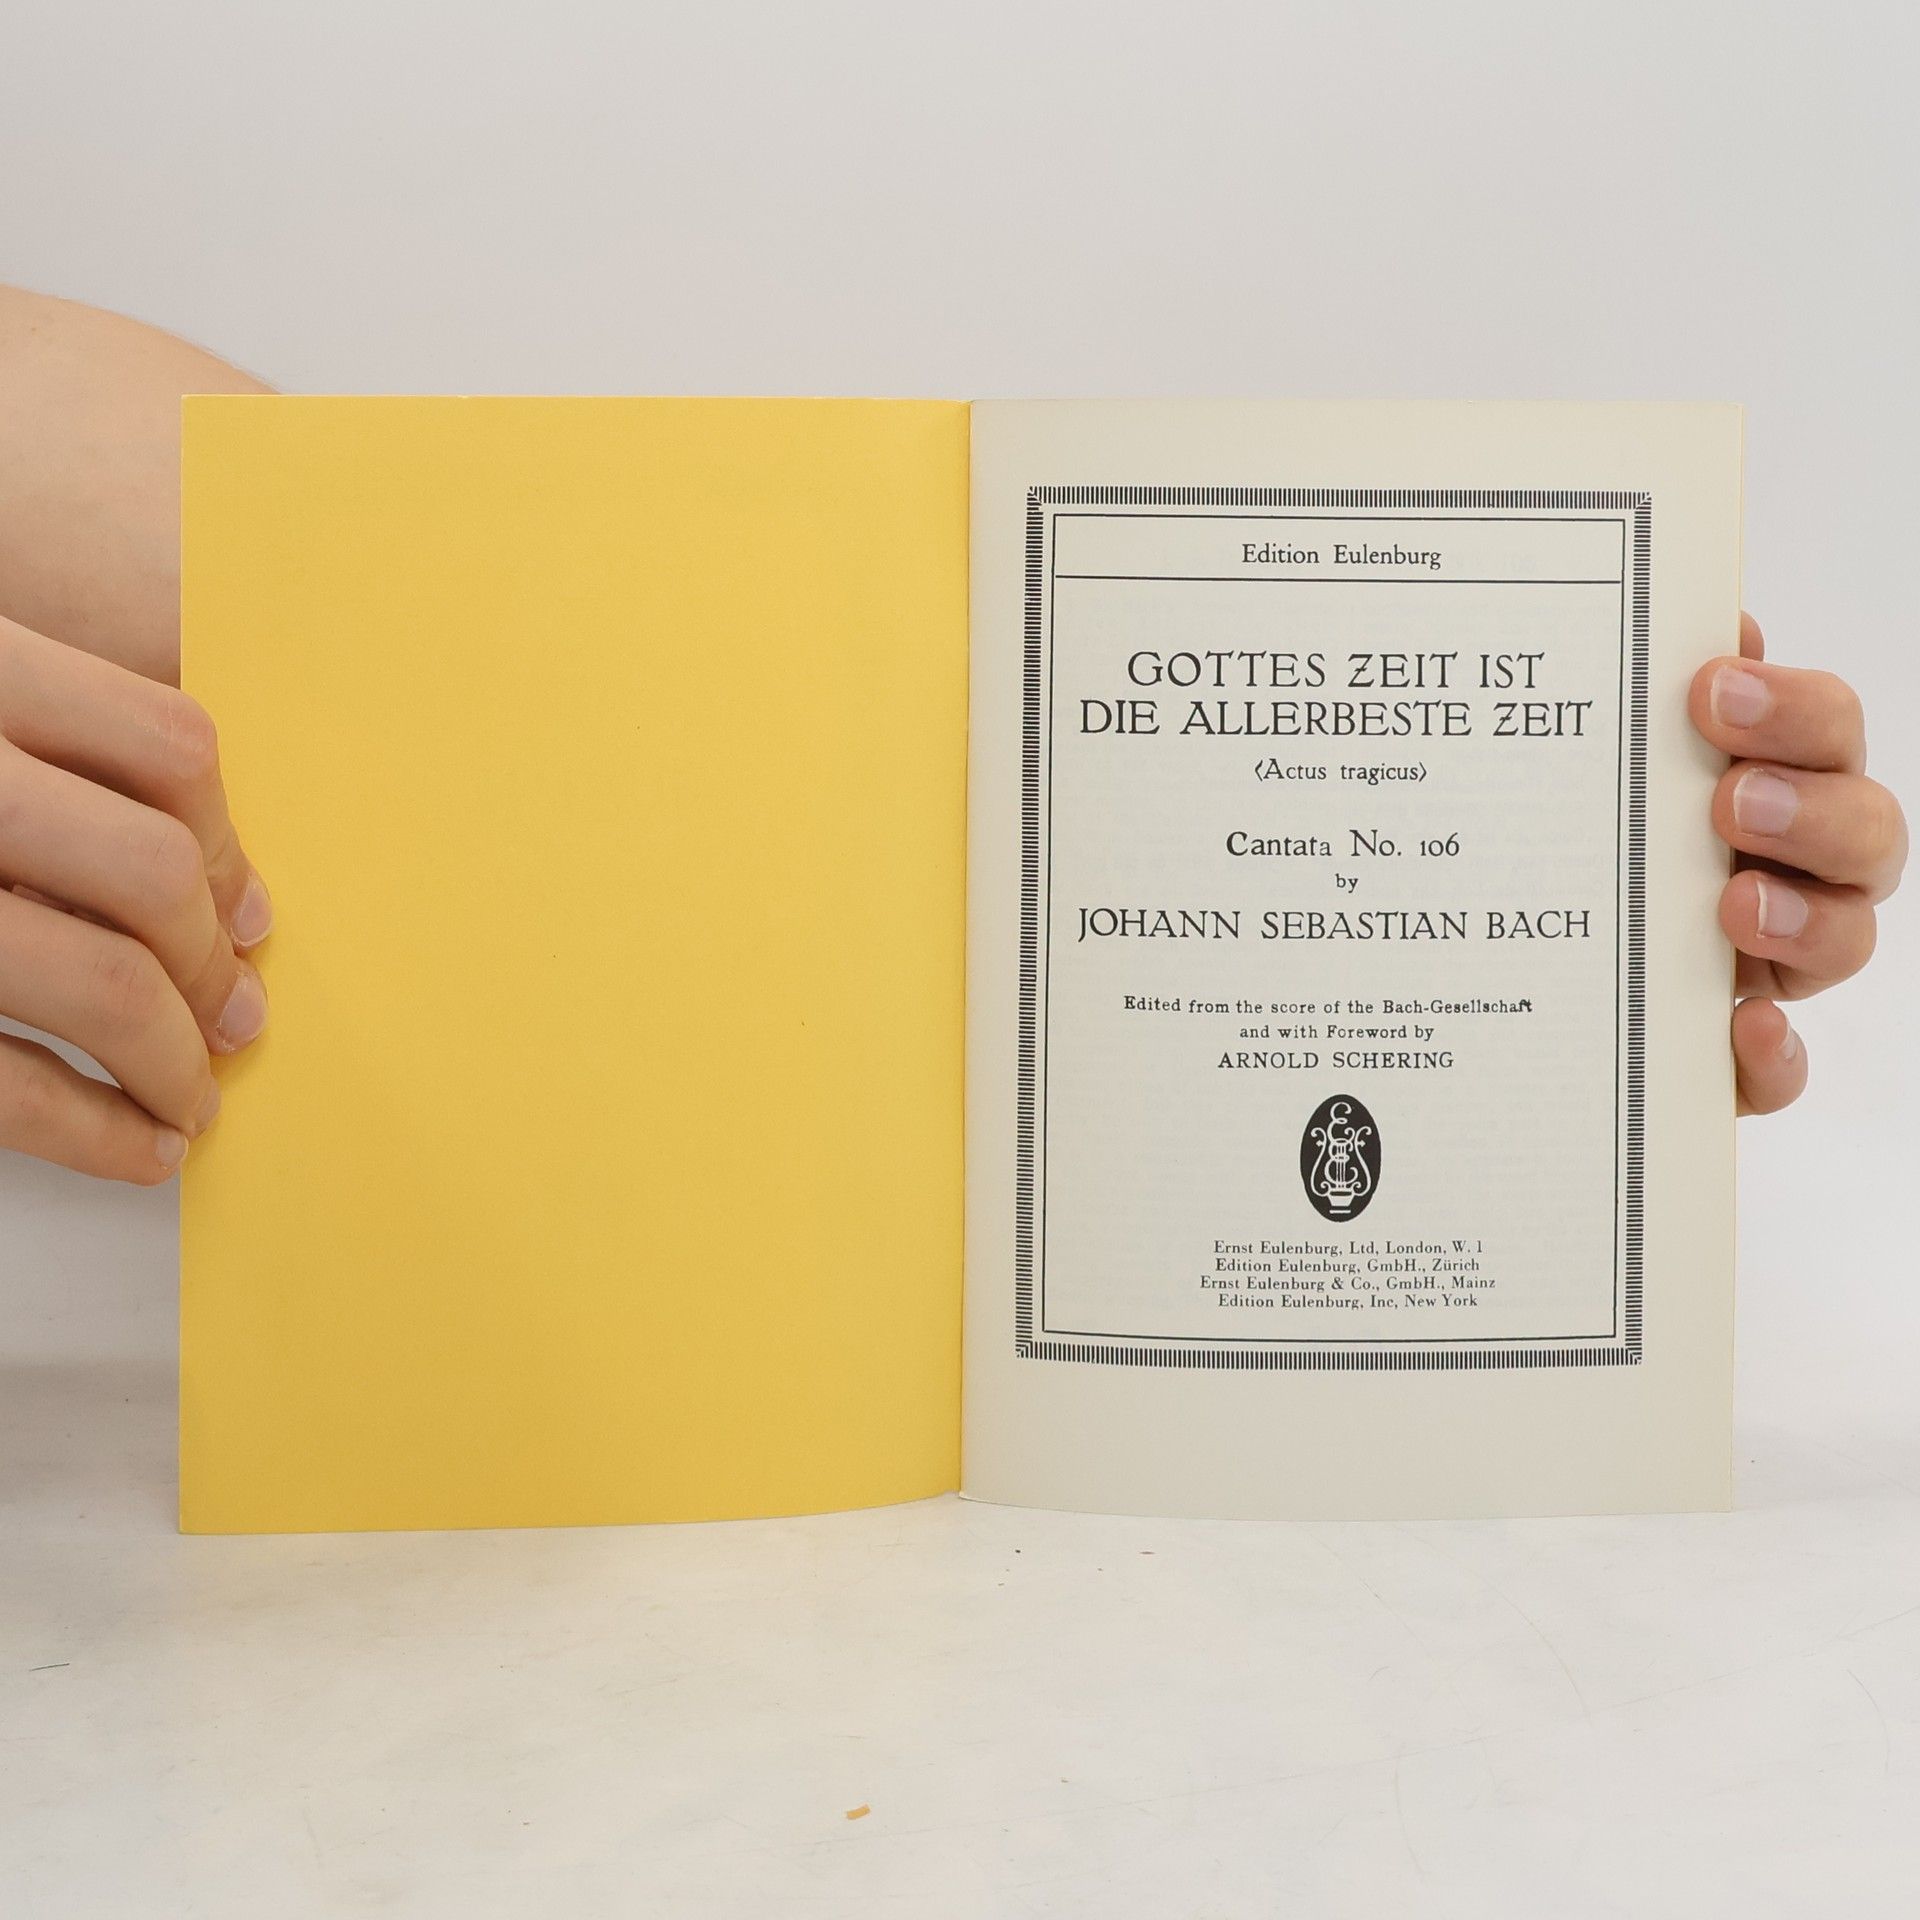 Edition Eulenburg
GOTTES ZEIT IST
DIE ALLERBESTE ZEIT
⟨Actus tragicus⟩
Cantata No. 106
by
JOHANN SEBASTIAN BACH
Edited from the score of the Bach-Gesellschaft
and with Foreword by
ARNOLD SCHERING
Ernst Eulenburg, Ltd, London, W. 1
Edition Eulenburg, GmbH., Zürich
Ernst Eulenburg & Co., GmbH., Mainz
Edition Eulenburg, Inc, New York